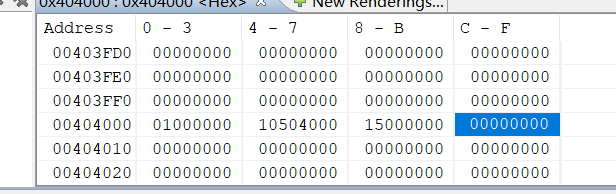 0x404000 : 0x404000 <Hex> New Renderings...
Address 0 - 3 4 - 7 8 - B C - F
00403FD0 00000000 00000000 00000000 00000000
00403FE0 00000000 00000000 00000000 00000000
00403FF0 00000000 00000000 00000000 00000000
00404000 01000000 10504000 15000000 00000000
00404010 00000000 00000000 00000000 00000000
00404020 00000000 00000000 00000000 00000000